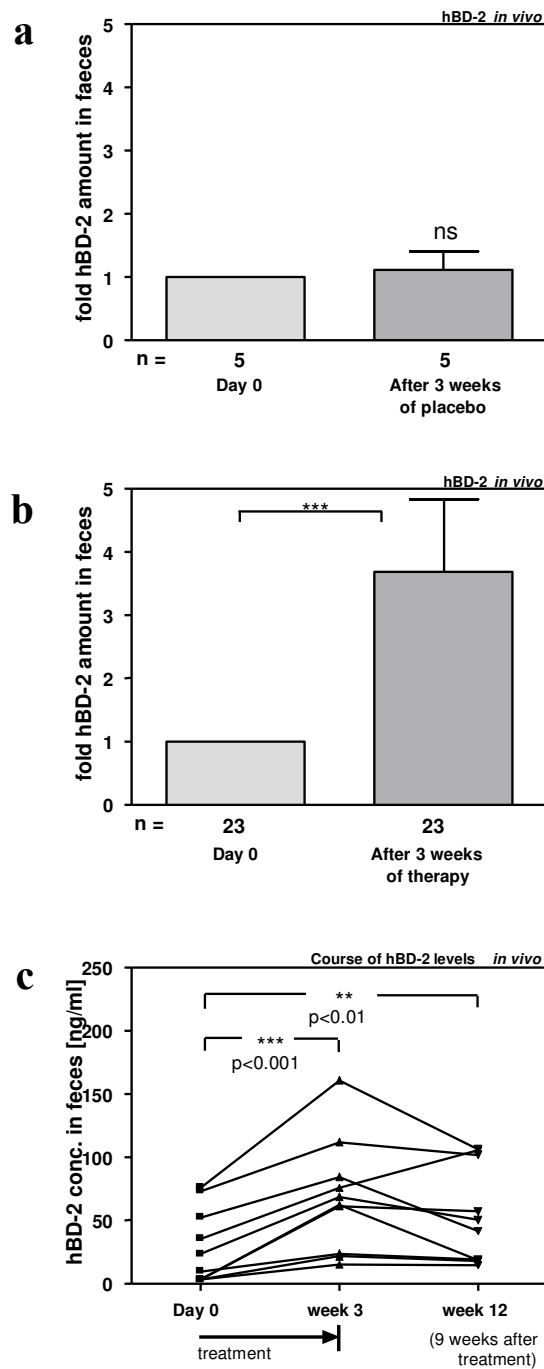 a
hBD-2 in vivo
fold hBD-2 amount in faeces
5
4
3
2
1
0
ns
n = 5 5
Day 0 After 3 weeks
of placebo
b
hBD-2 in vivo
fold hBD-2 amount in feces
5
4
3
2
1
0
***
n = 23 23
Day 0 After 3 weeks
of therapy
c
Course of hBD-2 levels in vivo
hBD-2 conc. in feces [ng/ml]
250
200
150
100
50
0
**
p<0.01
***
p<0.001
Day 0 week 3 week 12
treatment (9 weeks after
treatment)